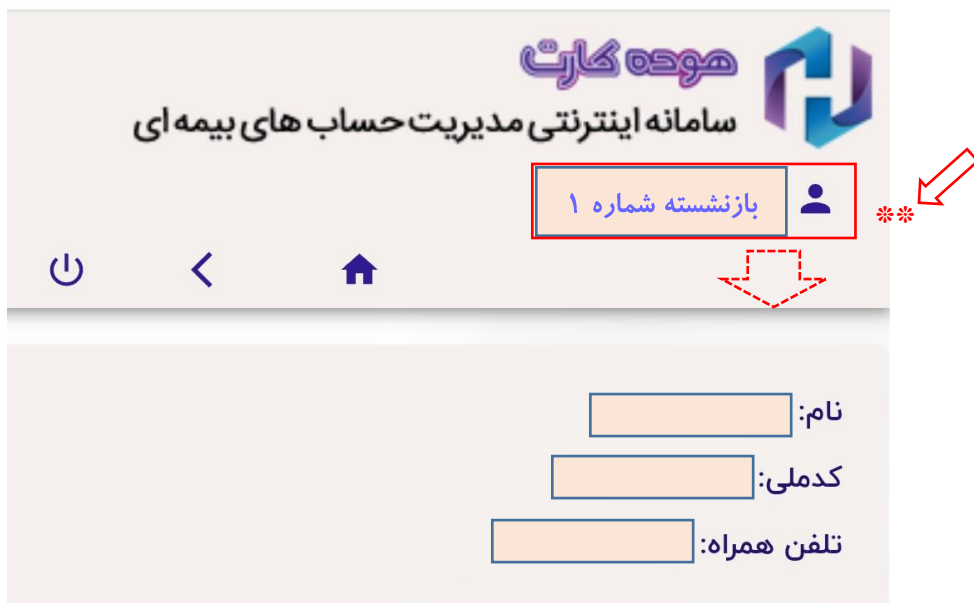 هوده کارت
سامانه اینترنتی مدیریت حساب های بیمه ای
بازنشسته شماره ۱
**
نام:
کدملی:
تلفن همراه: